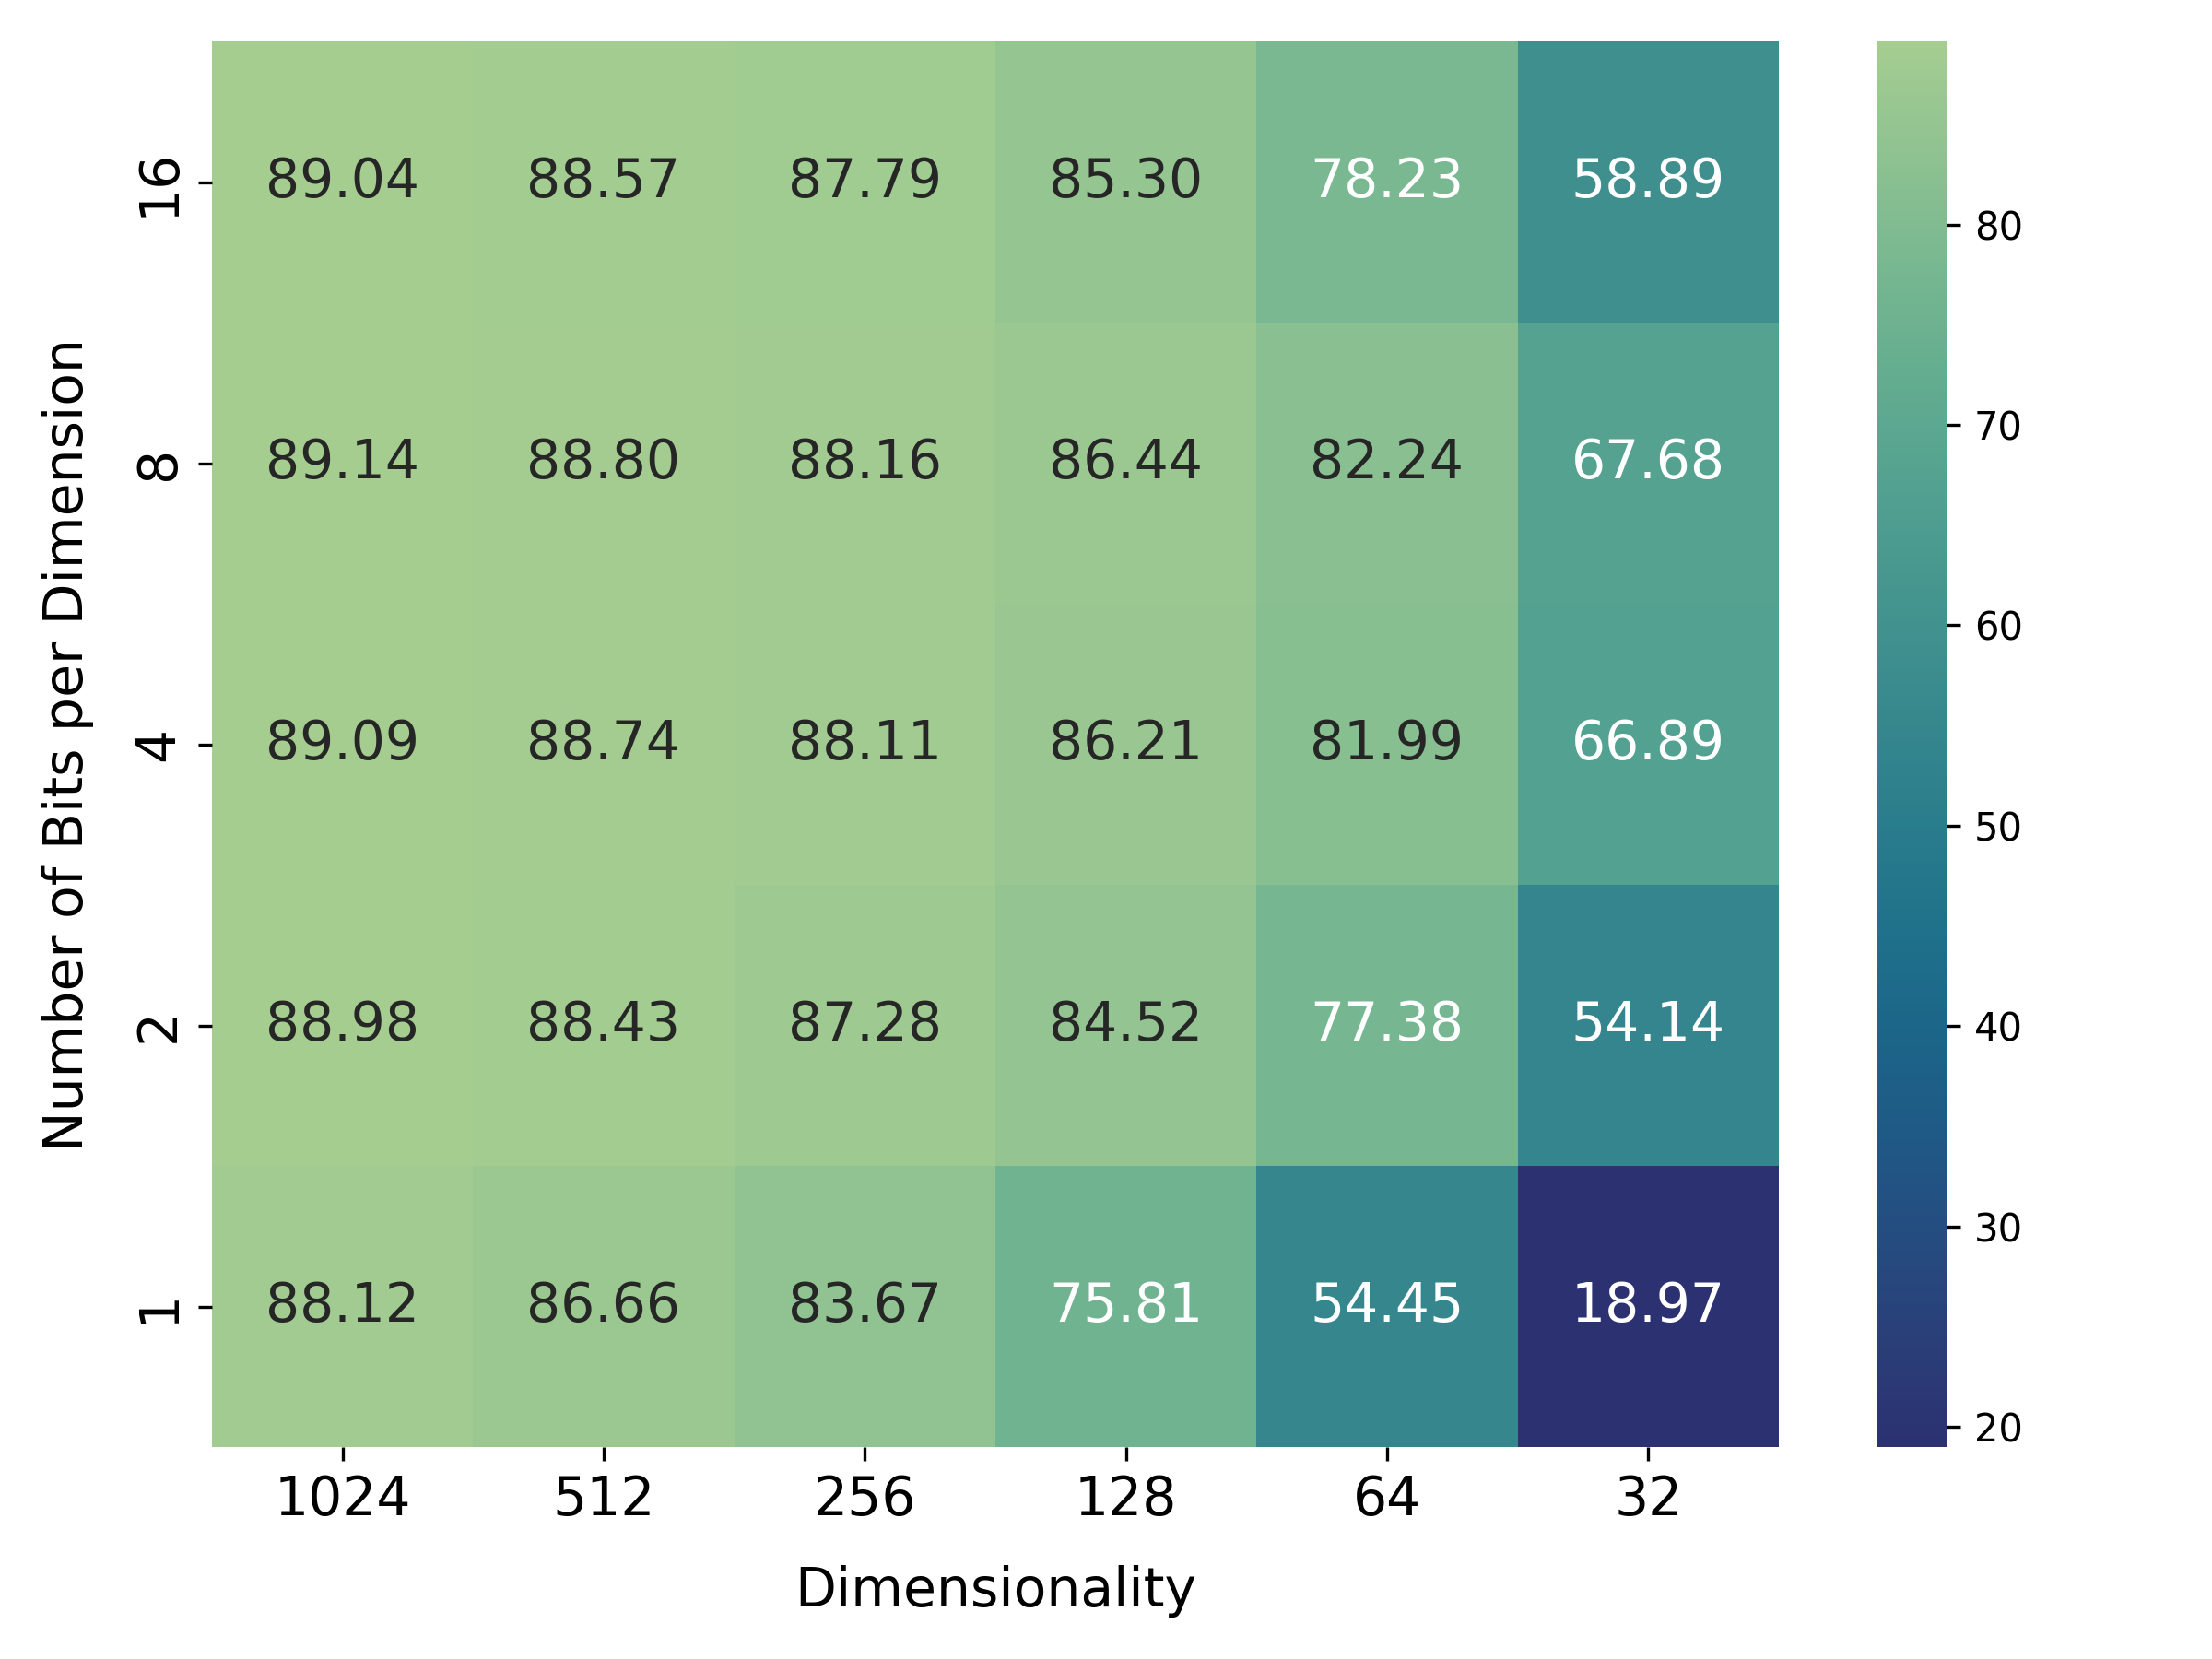 Number of Bits per Dimension
16 89.04 88.57 87.79 85.30 78.23 58.89
8 89.14 88.80 88.16 86.44 82.24 67.68
4 89.09 88.74 88.11 86.21 81.99 66.89
2 88.98 88.43 87.28 84.52 77.38 54.14
1 88.12 86.66 83.67 75.81 54.45 18.97
1024 512 256 128 64 32
Dimensionality
80
70
60
50
40
30
20